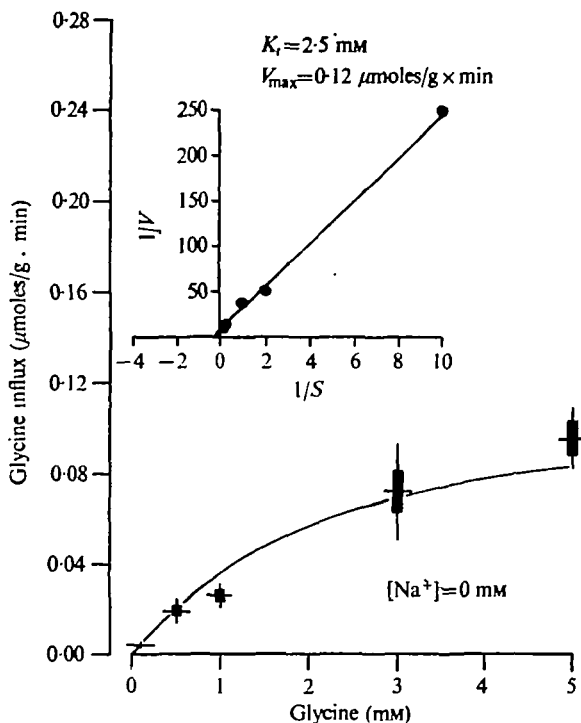 0·28
0·24
0·20
0·16
0·12
0·08
0·04
0·00
Glycine influx (μmoles/g . min)
K_t=2·5 mM
V_max=0·12 μmoles/g × min
250
200
150
100
50
1/V
−4 −2 0 2 4 6 8 10
1/S
[Na⁺]=0 mM
0 1 2 3 4 5
Glycine (mM)